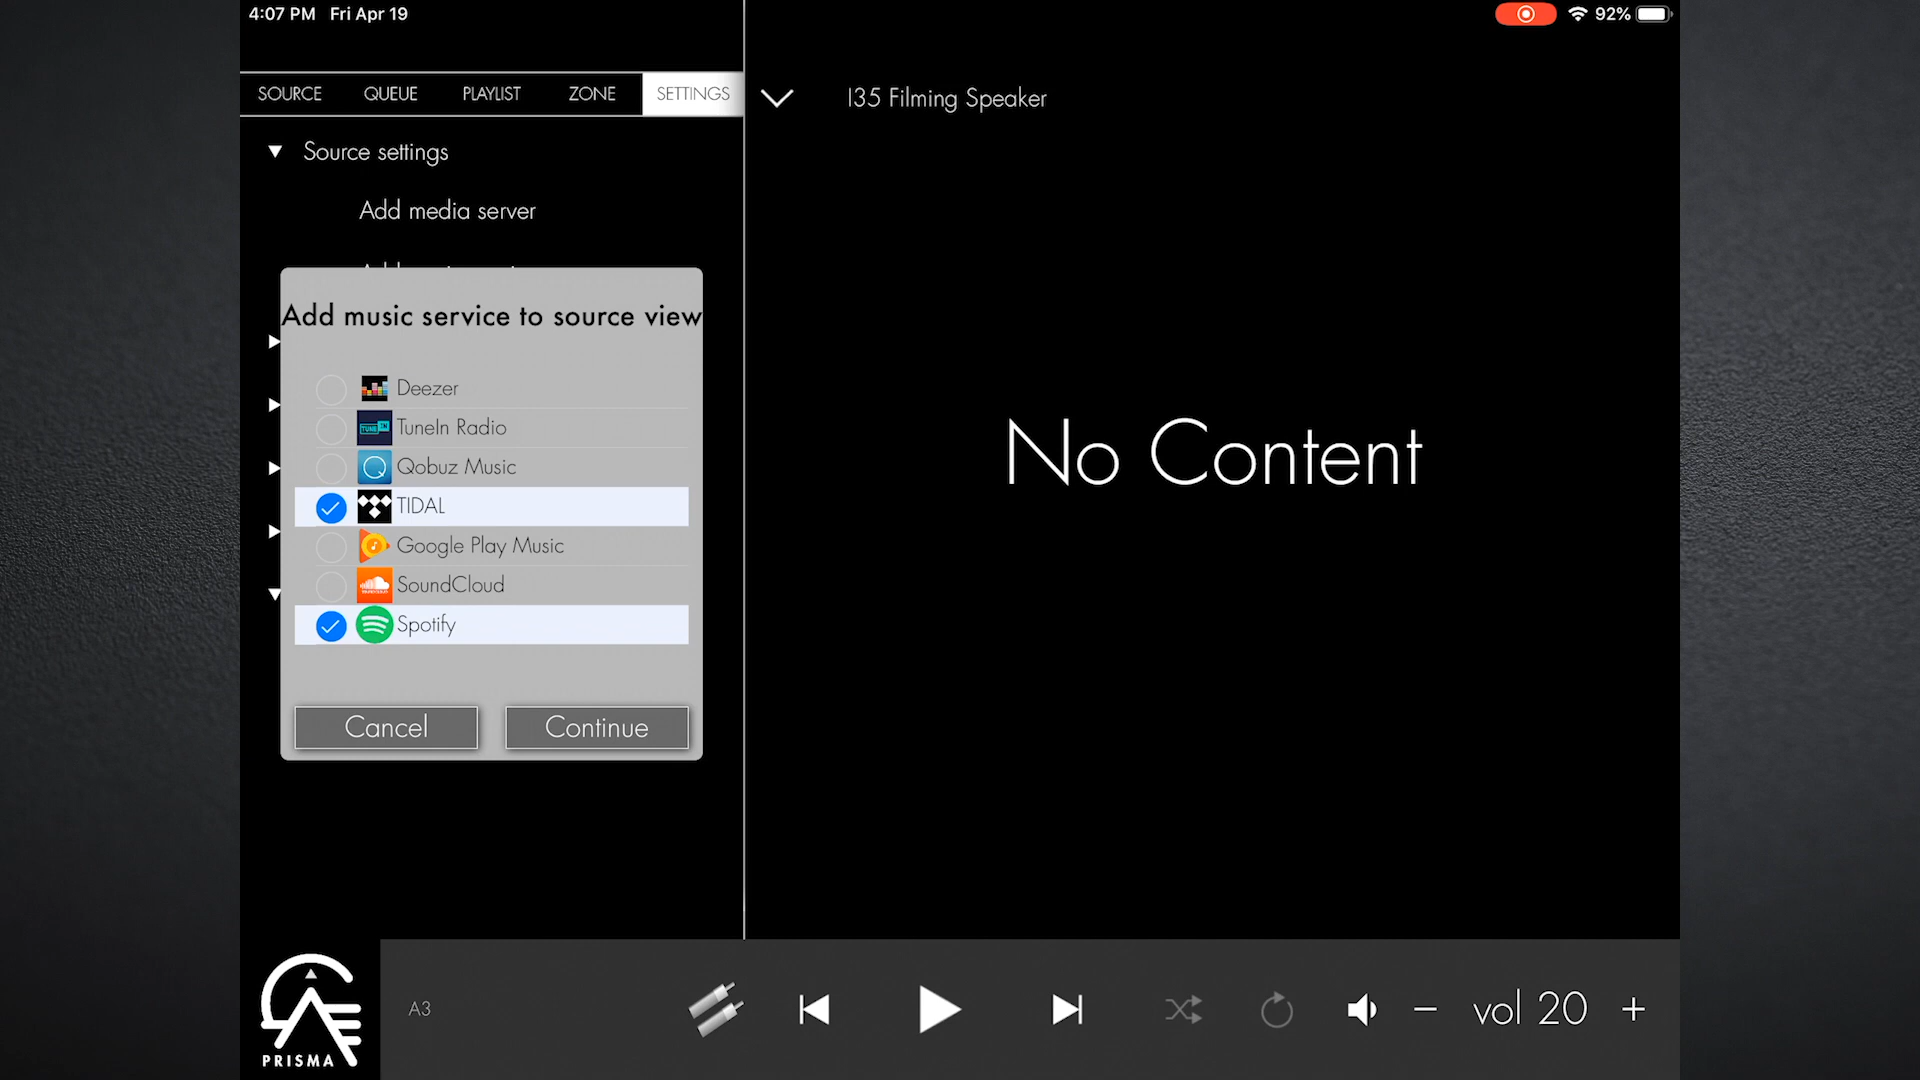 4:07 PM Fri Apr 19
92%
SOURCE QUEUE PLAYLIST ZONE SETTINGS
I35 Filming Speaker
Source settings
Add media server
Add music service to source view
Deezer
TuneIn Radio
Qobuz Music
TIDAL
Google Play Music
SoundCloud
Spotify
Cancel Continue
No Content
PRISMA
A3
vol 20